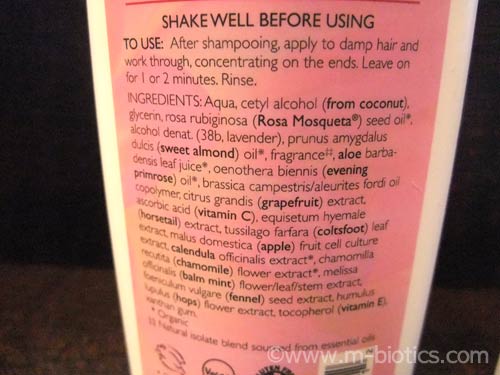 SHAKE WELL BEFORE USING
TO USE: After shampooing, apply to damp hair and
work through, concentrating on the ends. Leave on
for 1 or 2 minutes. Rinse.
INGREDIENTS: Aqua, cetyl alcohol (from coconut),
glycerin, rosa rubiginosa (Rosa Mosqueta®) seed oil*,
alcohol denat. (38b, lavender), prunus amygdalus
dulcis (sweet almond) oil*, fragrance‡‡, aloe barba-
densis leaf juice*, oenothera biennis (evening
primrose) oil*, brassica campestris/aleurites fordi oil
copolymer, citrus grandis (grapefruit) extract,
ascorbic acid (vitamin C), equisetum hyemale
(horsetail) extract, tussilago farfara (coltsfoot) leaf
extract, malus domestica (apple) fruit cell culture
extract, calendula officinalis extract*, chamomilla
recutita (chamomile) flower extract*, melissa
officinalis (balm mint) flower/leaf/stem extract,
foeniculum vulgare (fennel) seed extract, humulus
lupulus (hops) flower extract, tocopherol (vitamin E),
xanthan gum.
* Organic
‡‡ Natural isolate blend sourced from essential oils
©www.m-biotics.com